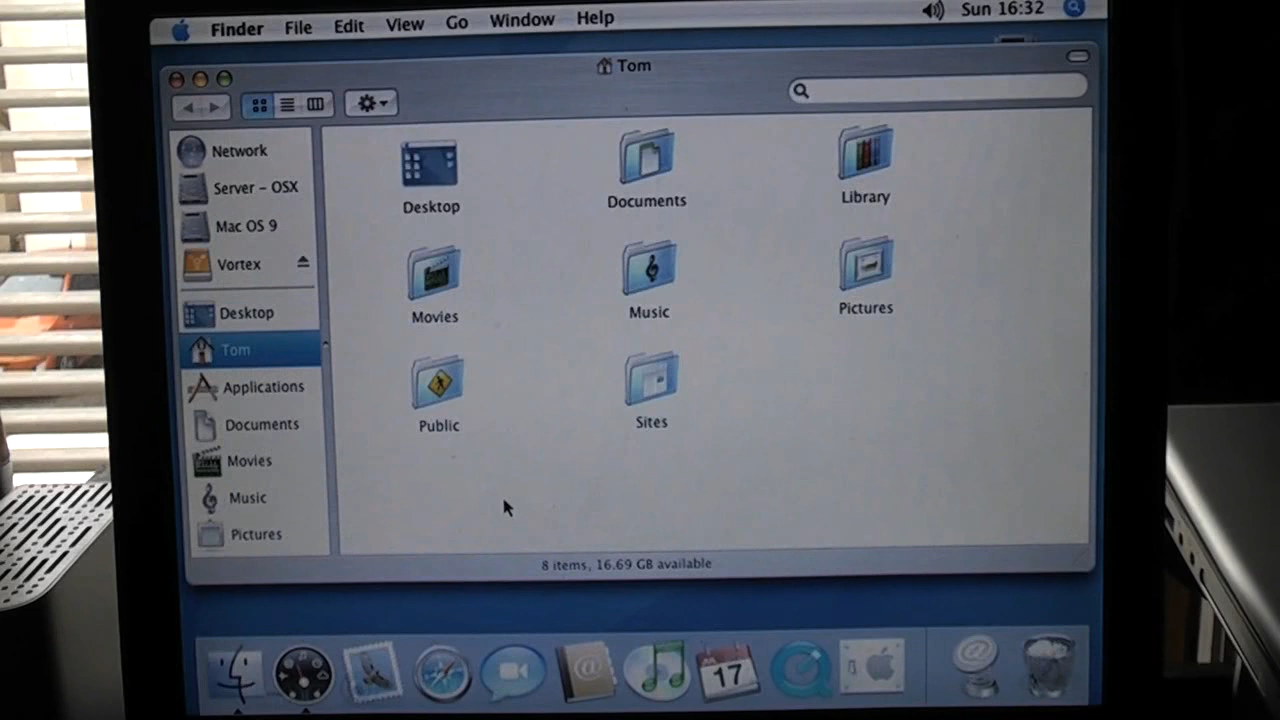 Finder File Edit View Go Window Help Sun 16:32
Tom
Network
Server - OSX
Mac OS 9
Vortex
Desktop
Tom
Applications
Documents
Movies
Music
Pictures
Desktop Documents Library
Movies Music Pictures
Public Sites
8 items, 16.69 GB available
@ 17 @